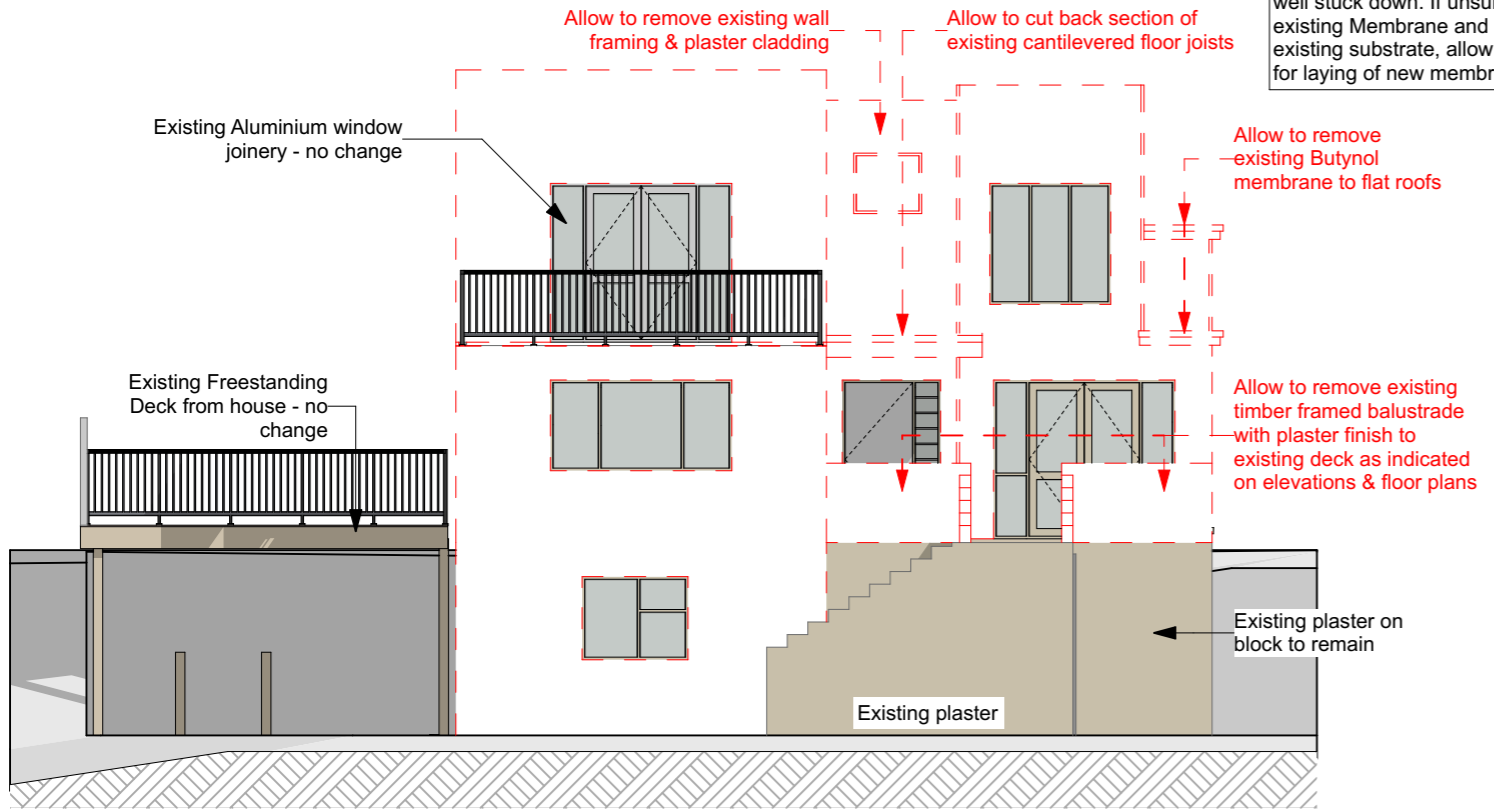 Allow to remove existing wall
framing & plaster cladding
Allow to cut back section of
existing cantilevered floor joists
well stuck down. If
existing Membrane and
existing substrate, allow
for laying of new
Existing Aluminium window
joinery - no change
Allow to remove
existing Butynol
membrane to flat roofs
Existing Freestanding
Deck from house - no
change
Allow to remove existing
timber framed balustrade
with plaster finish to
existing deck as indicated
on elevations & floor plans
Existing plaster on
block to remain
Existing plaster